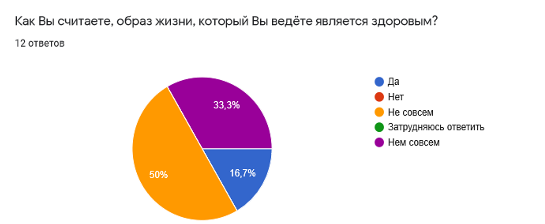 Как Вы считаете, образ жизни, который Вы ведёте является здоровым?
12 ответов
33,3%
16,7%
50%
Да
Нет
Не совсем
Затрудняюсь ответить
Нем совсем